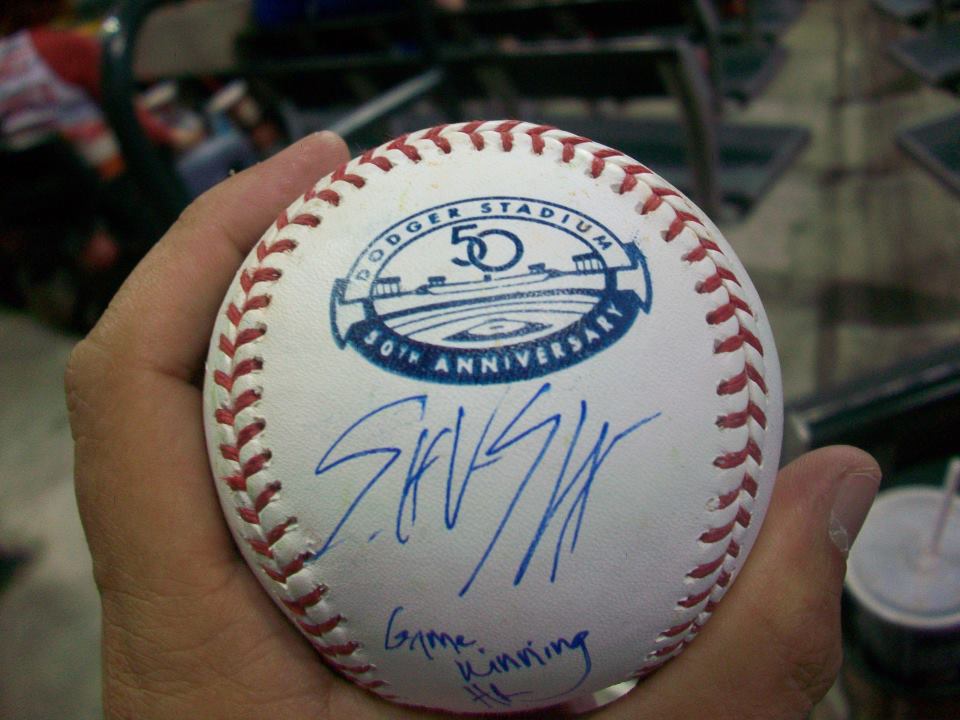 DODGER STADIUM
50
50TH ANNIVERSARY
Game
Winning